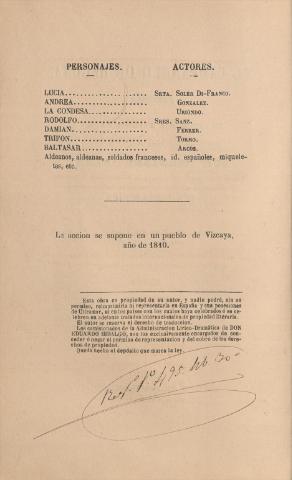 PERSONAJES. ACTORES.
LUCIA........................ SRTA. SOLER DI-FRANCO.
ANDREA........................ GONZALEZ.
LA CONDESA........................ URIONDO.
RODOLFO........................ SRES. SANZ.
DAMIAN........................ FERRER.
TRIFON........................ TORMO.
BALTASAR........................ ARCOS.
Aldeanos, aldeanas, soldados franceses, id. españoles, miquele-
tes, etc.
La accion se supone en un pueblo de Vizcaya,
año de 1840.
Esta obra es propiedad de su autor, y nadie podrá, sin su
permiso, reimprimirla ni representarla en España y sus posesiones
de Ultramar, ni en los países con los cuales haya celebrados ó se ce-
lebren en adelante tratados internacionales de propiedad literaria.
El autor se reserva el derecho de traduccion.
Los comisionados de la Administracion Lírico-Dramática de DON
EDUARDO HIDALGO, son los exclusivamente encargados de con-
ceder ó negar el permiso de representacion y del cobro de los dere-
chos de propiedad.
Queda hecho el depósito que marca la ley.